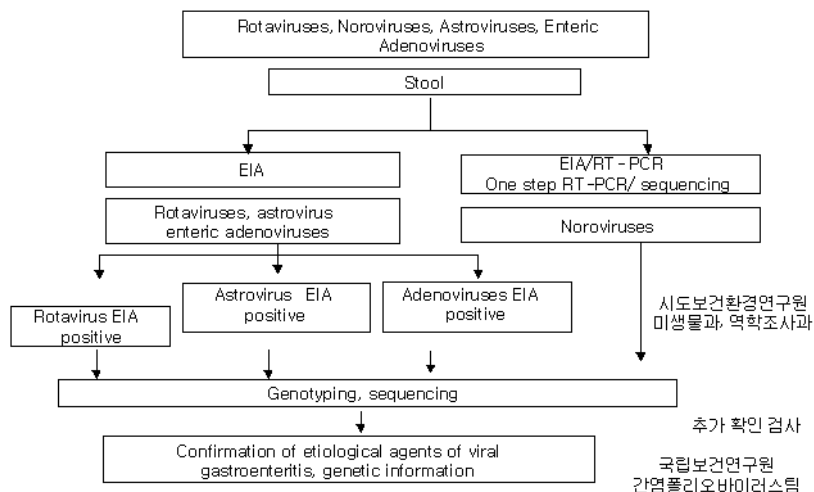 Rotaviruses, Noroviruses, Astroviruses, Enteric
Adenoviruses
Stool
EIA
EIA/RT-PCR
One step RT-PCR/ sequencing
Rotaviruses, astrovirus
enteric adenoviruses
Noroviruses
Rotavirus EIA
positive
Astrovirus EIA
positive
Adenoviruses EIA
positive
시도보건환경연구원
미생물과, 역학조사과
Genotyping, sequencing
추가 확인 검사
Confirmation of etiological agents of viral
gastroenteritis, genetic information
국립보건연구원
간염폴리오바이러스팀